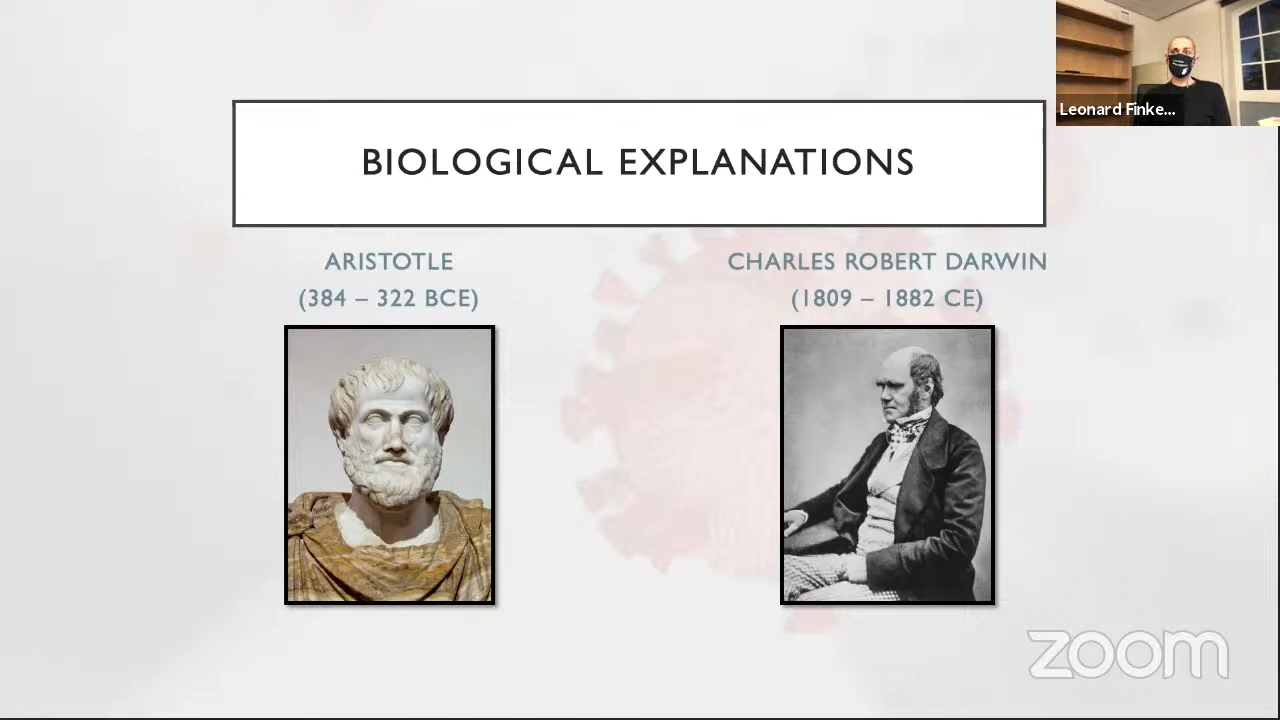 BIOLOGICAL EXPLANATIONS
ARISTOTLE
(384 – 322 BCE)
CHARLES ROBERT DARWIN
(1809 – 1882 CE)
Leonard Finke...
zoom